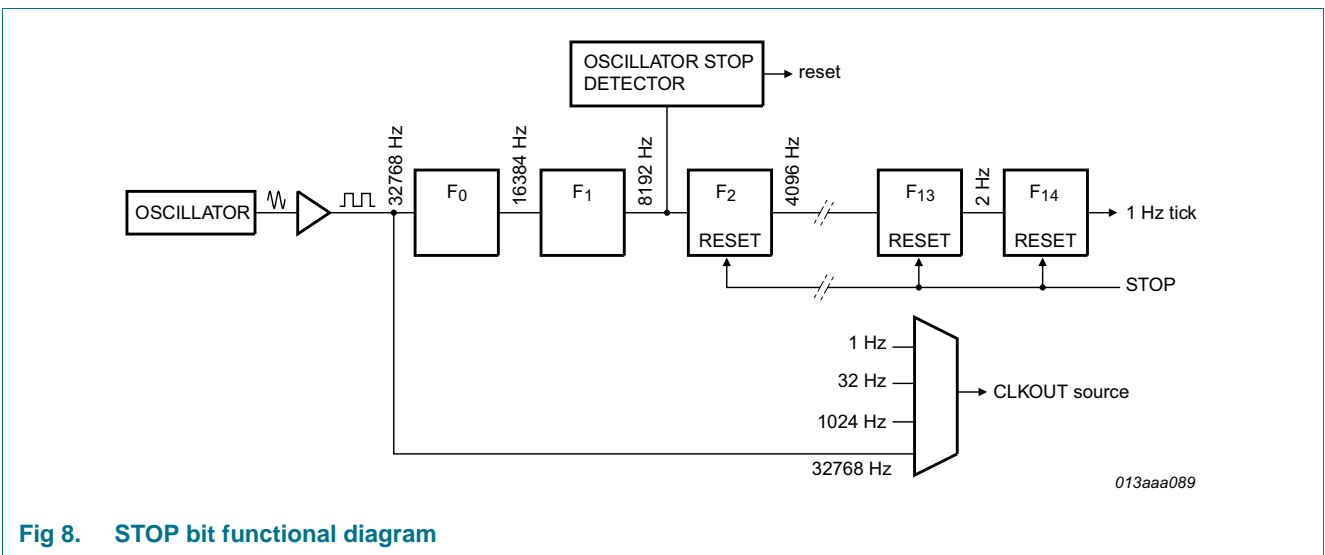 OSCILLATOR STOP
DETECTOR
reset
32768 Hz
16384 Hz
8192 Hz
4096 Hz
2 Hz
OSCILLATOR
F0
F1
F2
RESET
F13
RESET
F14
RESET
1 Hz tick
STOP
1 Hz
32 Hz
1024 Hz
32768 Hz
CLKOUT source
013aaa089
Fig 8. STOP bit functional diagram